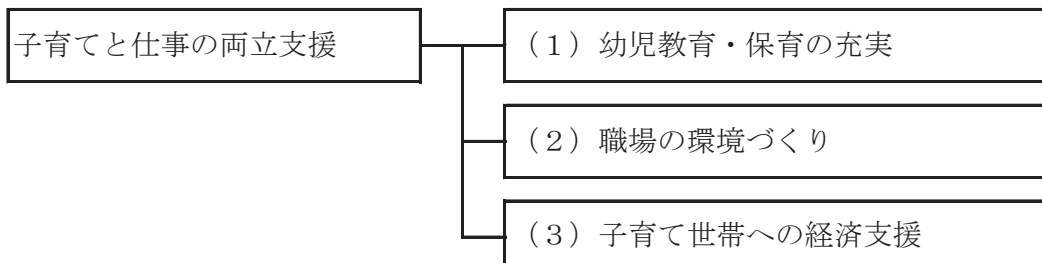 子育てと仕事の両立支援
（１）幼児教育・保育の充実
（２）職場の環境づくり
（３）子育て世帯への経済支援